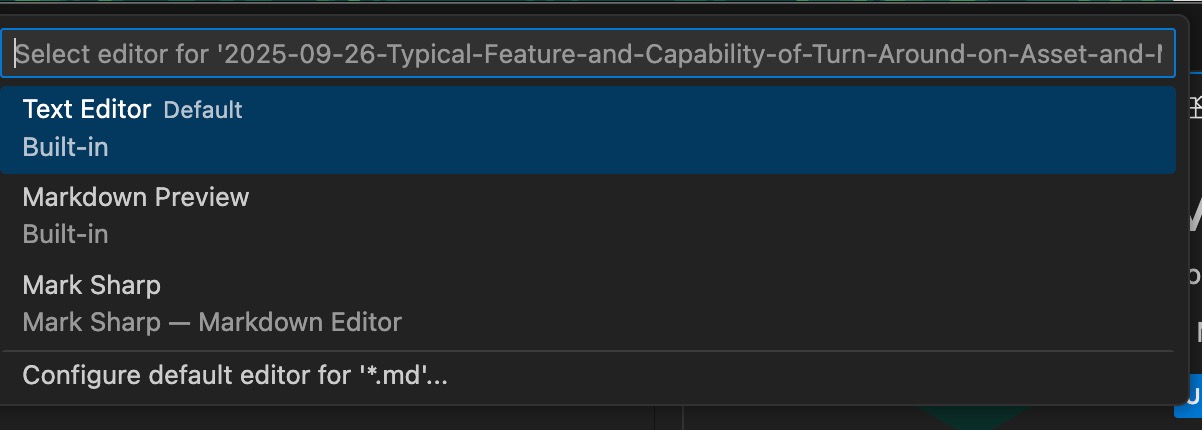 Select editor for '2025-09-26-Typical-Feature-and-Capability-of-Turn-Around-on-Asset-and-
Text Editor Default
Built-in
Markdown Preview
Built-in
Mark Sharp
Mark Sharp — Markdown Editor
Configure default editor for '*.md'...